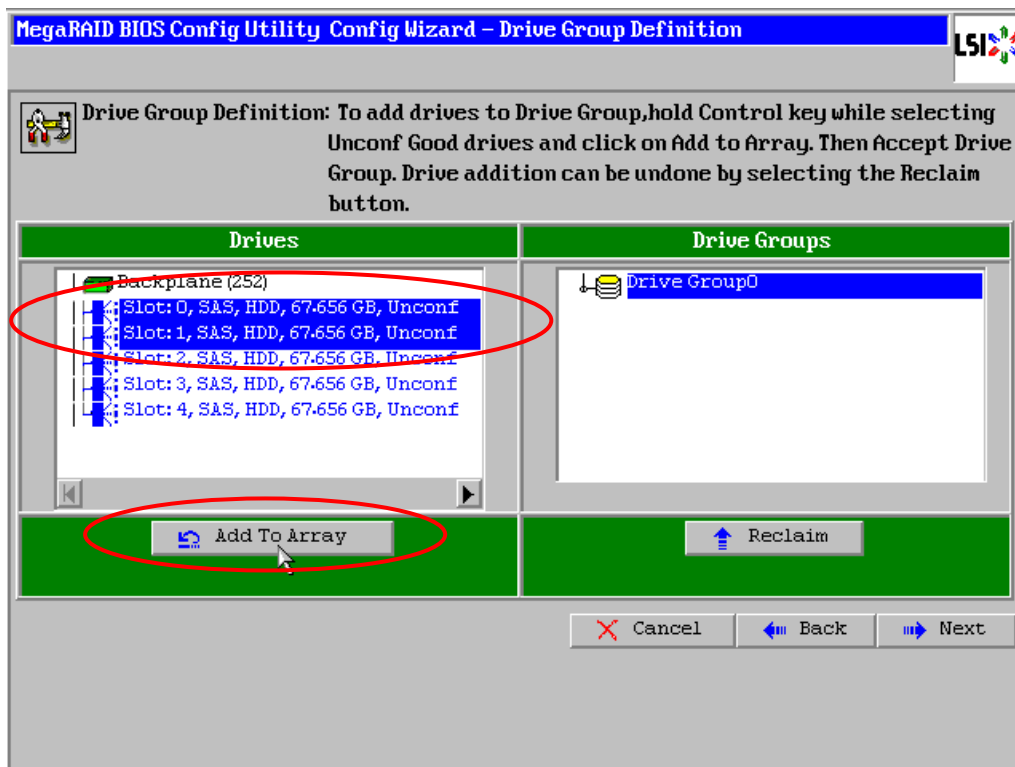 MegaRAID BIOS Config Utility Config Wizard – Drive Group Definition
LSI
Drive Group Definition: To add drives to Drive Group,hold Control key while selecting
Unconf Good drives and click on Add to Array. Then Accept Drive
Group. Drive addition can be undone by selecting the Reclaim
button.
Drives
Drive Groups
Backplane (252)
Slot: 0, SAS, HDD, 67.656 GB, Unconf
Slot: 1, SAS, HDD, 67.656 GB, Unconf
Slot: 2, SAS, HDD, 67.656 GB, Unconf
Slot: 3, SAS, HDD, 67.656 GB, Unconf
Slot: 4, SAS, HDD, 67.656 GB, Unconf
Drive Group0
Add To Array
Reclaim
Cancel
Back
Next